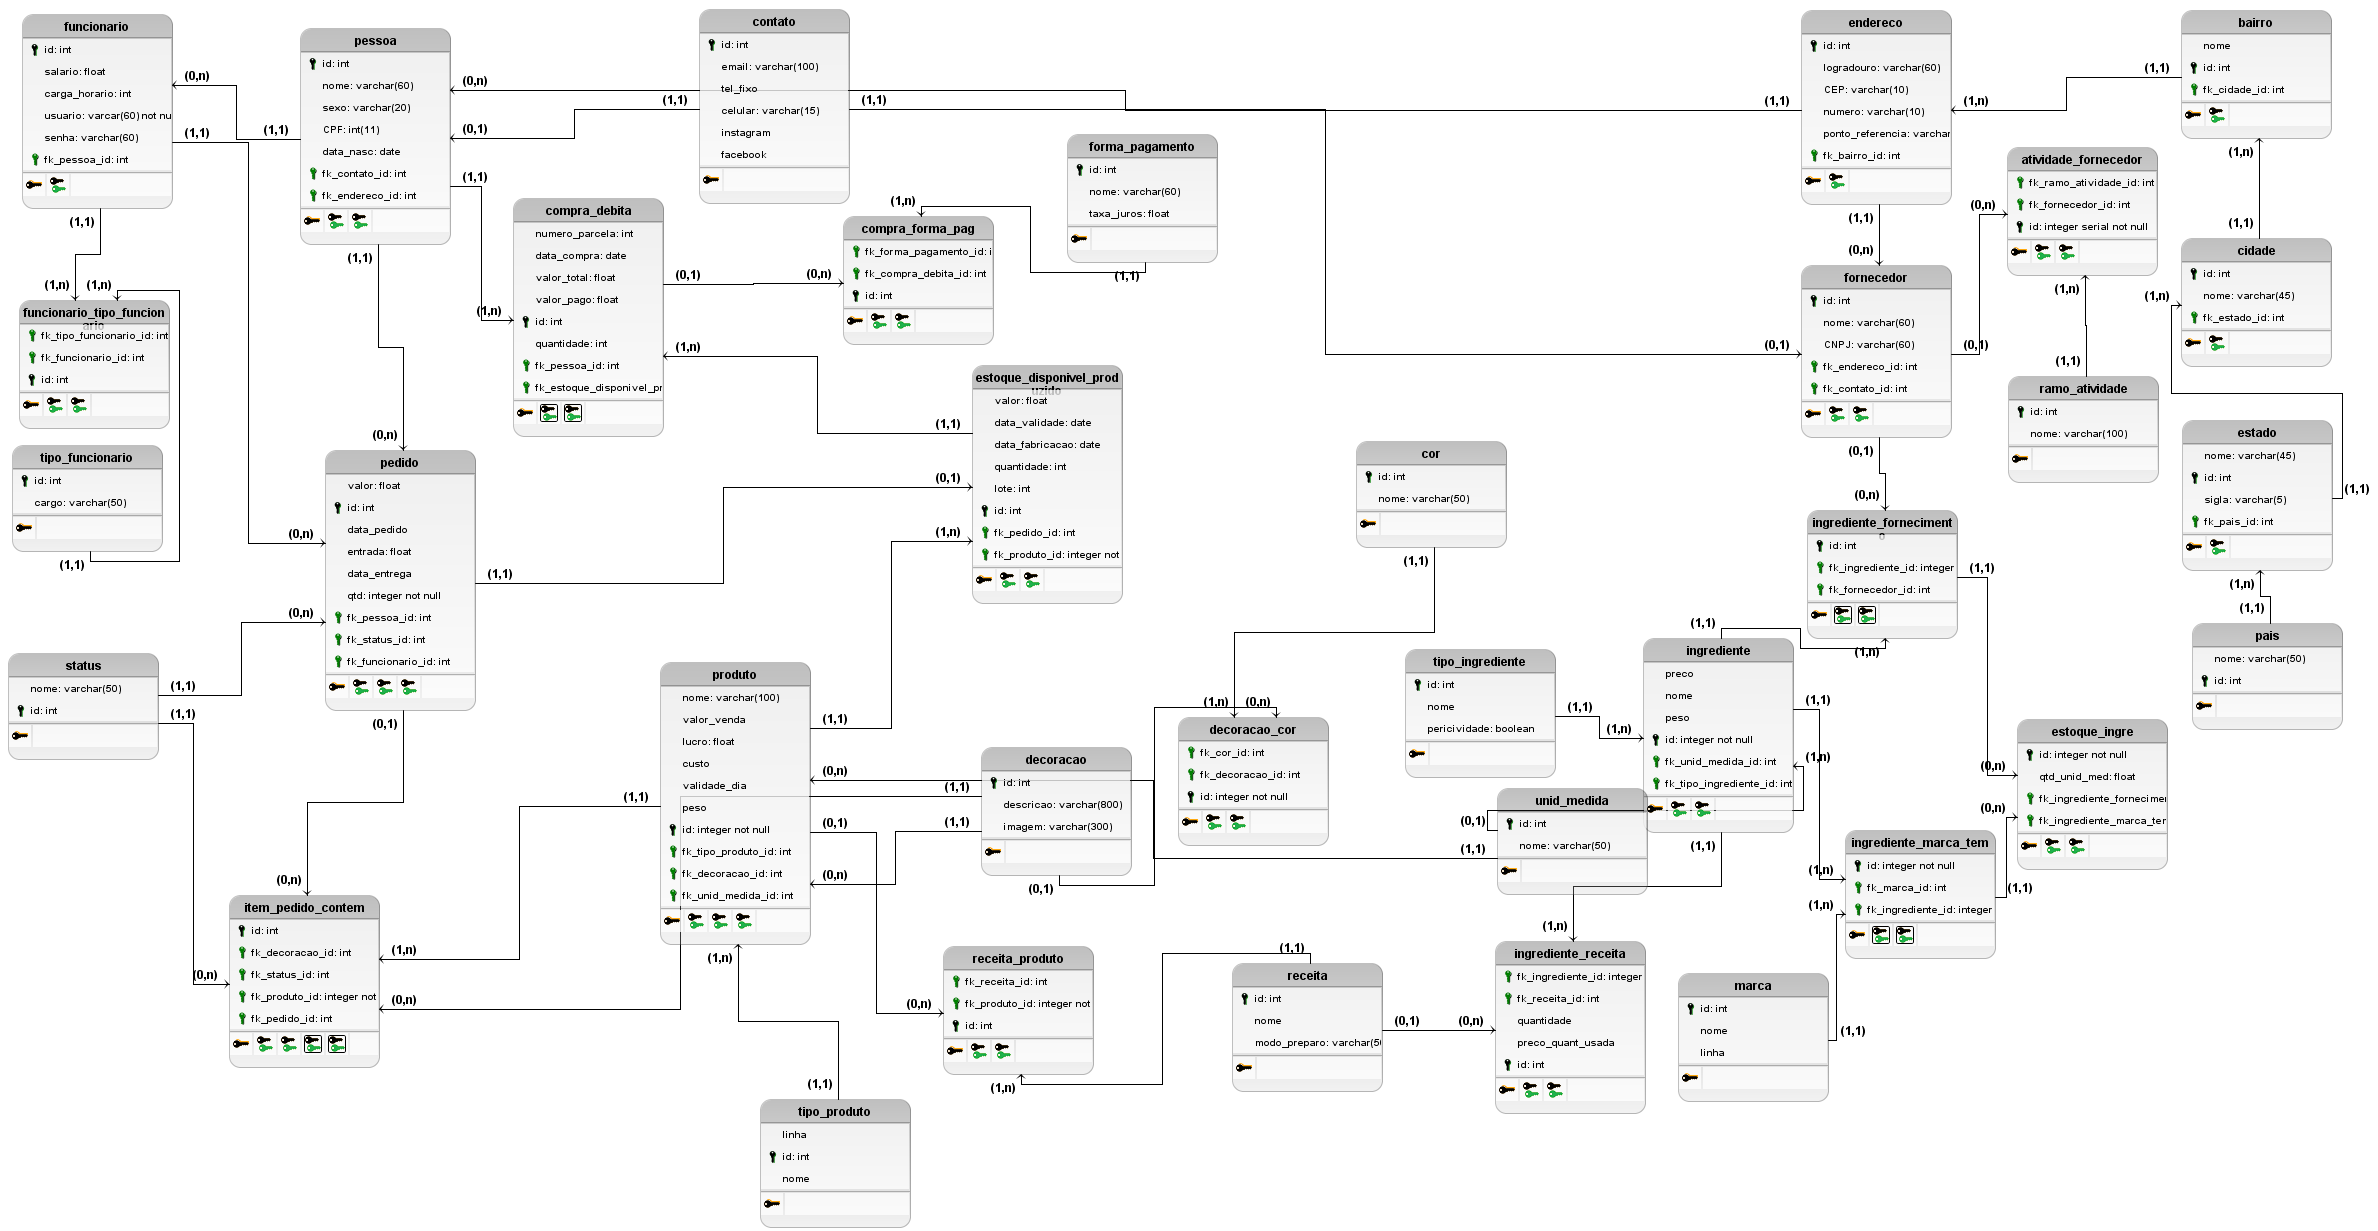 funcionario
id: int
salario: float
carga_horario: int
usuario: varcar(60) not nu
senha: varchar(60)
fk_pessoa_id: int
(0,n)
(1,1)
(1,1)
(1,1)
pessoa
id: int
nome: varchar(60)
sexo: varchar(20)
CPF: int(11)
data_nasc: date
fk_contato_id: int
fk_endereco_id: int
(0,n)
(1,1)
(0,1)
(1,1)
(1,1)
contato
id: int
email: varchar(100)
tel_fixo
celular: varchar(15)
instagram
facebook
(1,1)
forma_pagamento
id: int
nome: varchar(60)
taxa_juros: float
(1,1)
endereco
id: int
logradouro: varchar(60)
CEP: varchar(10)
numero: varchar(10)
ponto_referencia: varchar
fk_bairro_id: int
(1,1)
(1,n)
(1,1)
bairro
nome
id: int
fk_cidade_id: int
(1,1)
(1,n)
atividade_fornecedor
fk_ramo_atividade_id: int
fk_fornecedor_id: int
id: integer serial not null
(0,n)
(1,n)
compra_debita
numero_parcela: int
data_compra: date
valor_total: float
valor_pago: float
id: int
quantidade: int
fk_pessoa_id: int
fk_estoque_disponivel_pr
(1,n)
(0,1)
(1,n)
compra_forma_pag
fk_forma_pagamento_id: i
fk_compra_debita_id: int
id: int
(1,n)
(0,n)
cidade
id: int
nome: varchar(45)
fk_estado_id: int
(1,1)
(1,n)
fornecedor
id: int
nome: varchar(60)
CNPJ: varchar(60)
fk_endereco_id: int
fk_contato_id: int
(0,n)
(0,1)
(0,1)
(0,1)
funcionario_tipo_funcion
ario
fk_tipo_funcionario_id: int
fk_funcionario_id: int
id: int
(1,n)
(1,n)
tipo_funcionario
id: int
cargo: varchar(50)
(1,1)
pedido
valor: float
id: int
data_pedido
entrada: float
data_entrega
qtd: integer not null
fk_pessoa_id: int
fk_status_id: int
fk_funcionario_id: int
(0,n)
(0,n)
(0,n)
(1,1)
(0,1)
estoque_disponivel_prod
uzido
valor: float
data_validade: date
data_fabricacao: date
quantidade: int
lote: int
id: int
fk_pedido_id: int
fk_produto_id: integer not
(1,1)
(0,1)
(1,n)
ramo_atividade
id: int
nome: varchar(100)
(1,1)
estado
nome: varchar(45)
id: int
sigla: varchar(5)
fk_pais_id: int
(1,1)
(1,n)
cor
id: int
nome: varchar(50)
(1,1)
ingrediente_forneciment
o
id: int
fk_ingrediente_id: integer
fk_fornecedor_id: int
(0,n)
(1,1)
(1,n)
pais
nome: varchar(50)
id: int
(1,1)
status
nome: varchar(50)
id: int
(1,1)
(1,1)
produto
nome: varchar(100)
valor_venda
lucro: float
custo
validade_dia
peso
id: integer not null
fk_tipo_produto_id: int
fk_decoracao_id: int
fk_unid_medida_id: int
(1,1)
(1,1)
(0,n)
(0,1)
(0,n)
(1,n)
tipo_ingrediente
id: int
nome
pericividade: boolean
(1,1)
ingrediente
preco
nome
peso
id: integer not null
fk_unid_medida_id: int
fk_tipo_ingrediente_id: int
(1,1)
(1,n)
(1,1)
(1,n)
(1,1)
decoracao_cor
fk_cor_id: int
fk_decoracao_id: int
id: integer not null
(1,n)
(0,n)
decoracao
id: int
descricao: varchar(800)
imagem: varchar(300)
(1,1)
(1,1)
(0,1)
estoque_ingre
id: integer not null
qtd_unid_med: float
fk_ingrediente_fornecimer
fk_ingrediente_marca_ter
(0,n)
(0,n)
unid_medida
id: int
nome: varchar(50)
(0,1)
(1,1)
ingrediente_marca_tem
id: integer not null
fk_marca_id: int
fk_ingrediente_id: integer
(1,n)
(1,n)
(1,1)
item_pedido_contem
id: int
fk_decoracao_id: int
fk_status_id: int
fk_produto_id: integer not
fk_pedido_id: int
(0,n)
(0,n)
(1,n)
(0,n)
receita_produto
fk_receita_id: int
fk_produto_id: integer not
id: int
(0,n)
(1,n)
receita
id: int
nome
modo_preparo: varchar(50
(1,1)
(0,1)
ingrediente_receita
fk_ingrediente_id: integer
fk_receita_id: int
quantidade
preco_quant_usada
id: int
(1,n)
(0,n)
marca
id: int
nome
linha
(1,1)
tipo_produto
linha
id: int
nome
(1,1)